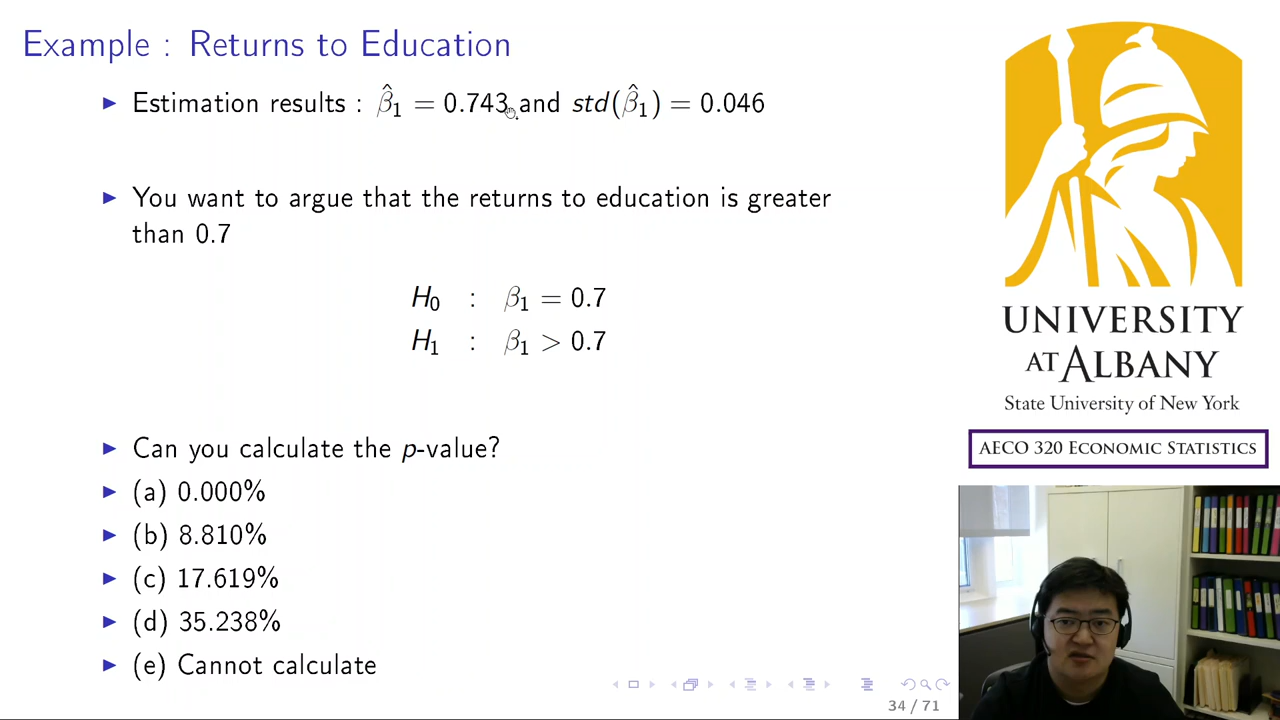 Example : Returns to Education
▶ Estimation results : β̂₁ = 0.743 and std(β̂₁) = 0.046
▶ You want to argue that the returns to education is greater
than 0.7
H₀ : β₁ = 0.7
H₁ : β₁ > 0.7
▶ Can you calculate the p-value?
▶ (a) 0.000%
▶ (b) 8.810%
▶ (c) 17.619%
▶ (d) 35.238%
▶ (e) Cannot calculate
UNIVERSITY
AT ALBANY
State University of New York
AECO 320 ECONOMIC STATISTICS
34 / 71